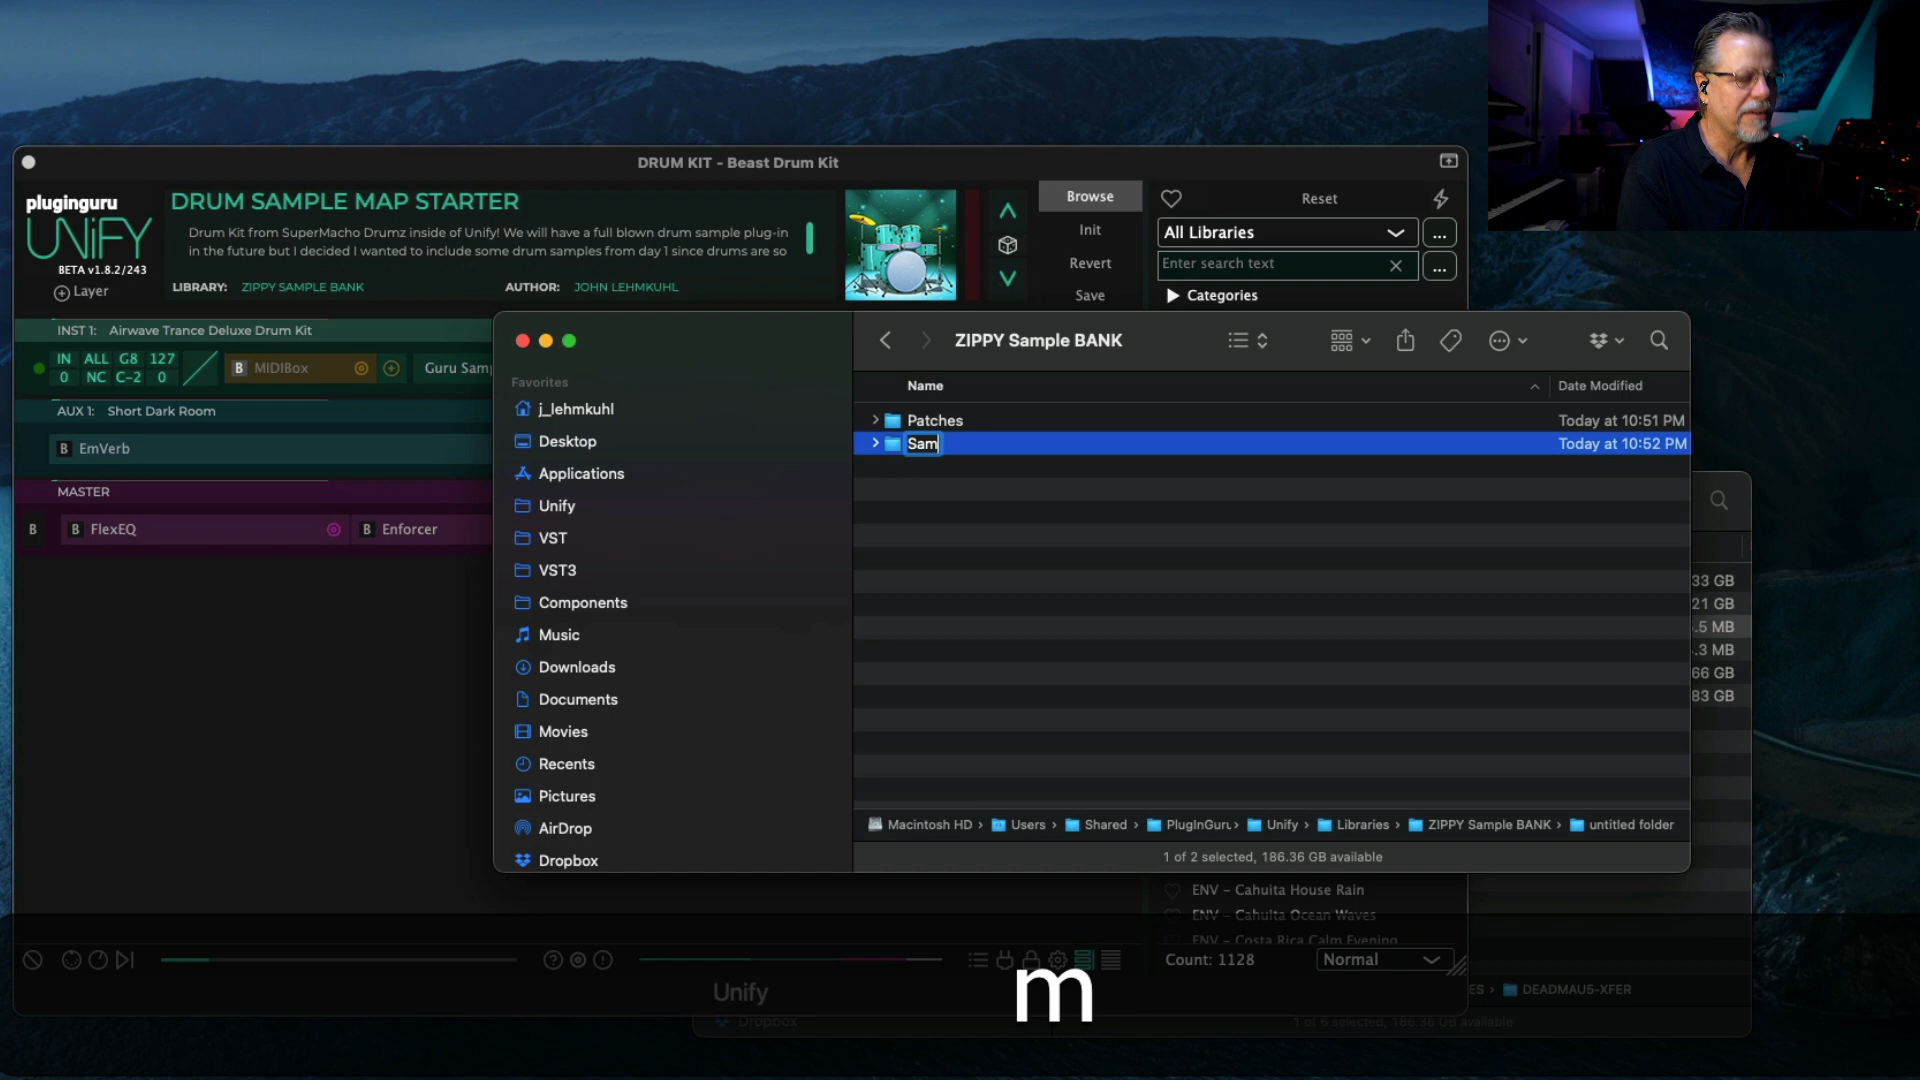 DRUM KIT - Beast Drum Kit
pluginguru
UNiFY
BETA v1.8.2/243
Layer
DRUM SAMPLE MAP STARTER
Drum Kit from SuperMacho Drumz inside of Unify! We will have a full blown drum sample plug-in
in the future but I decided I wanted to include some drum samples from day 1 since drums are so
LIBRARY: ZIPPY SAMPLE BANK AUTHOR: JOHN LEHMKUHL
Browse
Init
Revert
Save
Reset
All Libraries
...
Enter search text
...
Categories
INST 1: Airwave Trance Deluxe Drum Kit
IN ALL G8 127
0 NC C-2 0
B MIDIBox
Guru Sam
AUX 1: Short Dark Room
B EmVerb
MASTER
B
B FlexEQ
B Enforcer
ZIPPY Sample BANK
Favorites
j_lehmkuhl
Desktop
Applications
Unify
VST
VST3
Components
Music
Downloads
Documents
Movies
Recents
Pictures
AirDrop
Dropbox
Name Date Modified
Patches Today at 10:51 PM
Sam Today at 10:52 PM
Macintosh HD › Users › Shared › PlugInGuru › Unify › Libraries › ZIPPY Sample BANK › untitled folder
1 of 2 selected, 186.36 GB available
33 GB
21 GB
.5 MB
.3 MB
66 GB
83 GB
ENV – Cahuita House Rain
ENV – Cahuita Ocean Waves
ENV – Costa Rica Calm Evening
Count: 1128
Normal
ES › DEADMAU5-XFER
Unify
m
Dropbox
1 of 6 selected, 186.36 GB available